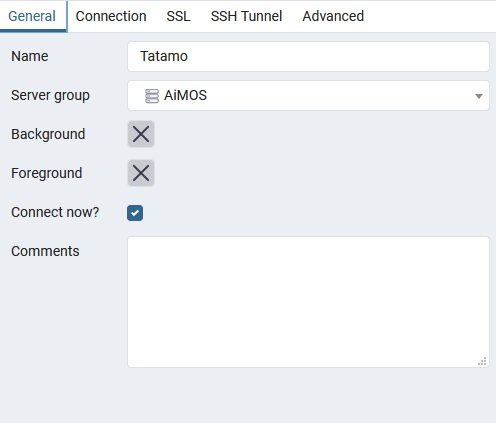 General Connection SSL SSH Tunnel Advanced
Name Tatamo
Server group AiMOS
Background
Foreground
Connect now?
Comments